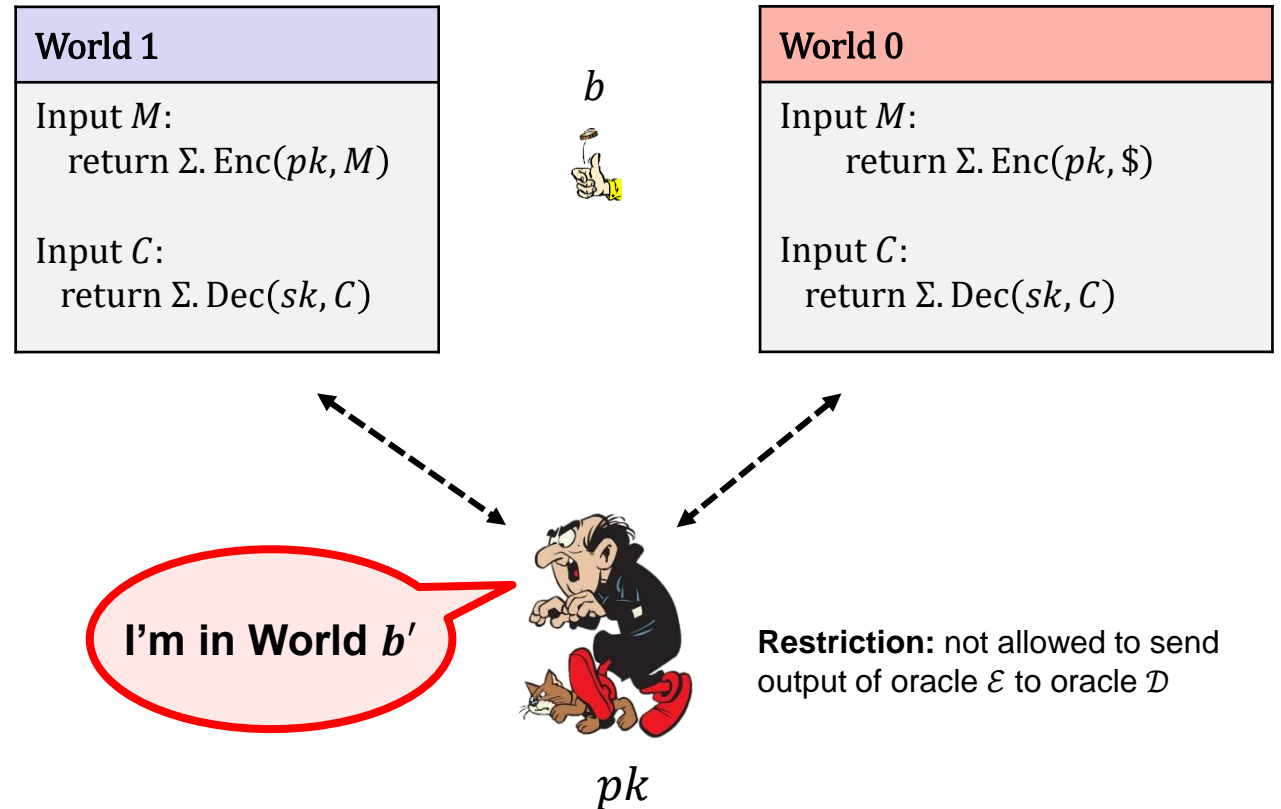 World 1
Input 𝑀:
return Σ. Enc(𝑝𝑘, 𝑀)
Input 𝐶:
return Σ. Dec(𝑠𝑘, 𝐶)
𝑏
World 0
Input 𝑀:
return Σ. Enc(𝑝𝑘, $)
Input 𝐶:
return Σ. Dec(𝑠𝑘, 𝐶)
I’m in World 𝒃′
Restriction: not allowed to send
output of oracle ℰ to oracle 𝒟
𝑝𝑘